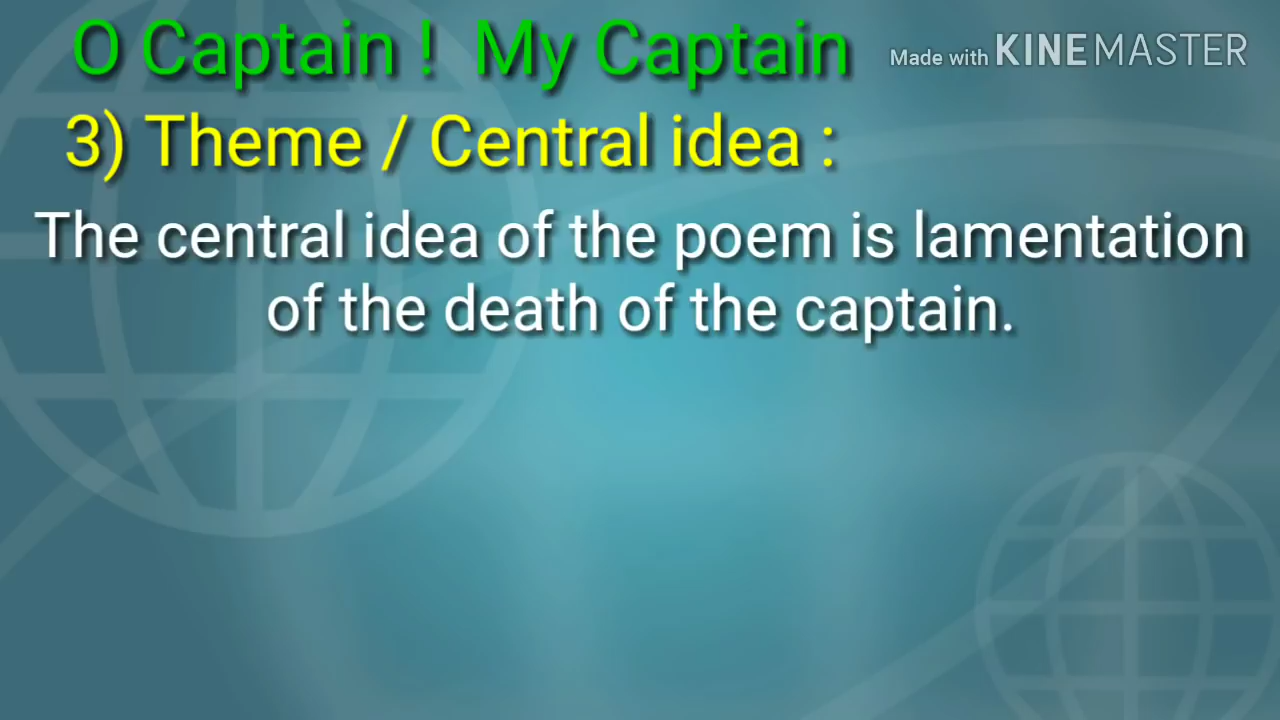 O Captain ! My Captain
Made with KINEMASTER
3) Theme / Central idea :
The central idea of the poem is lamentation
of the death of the captain.